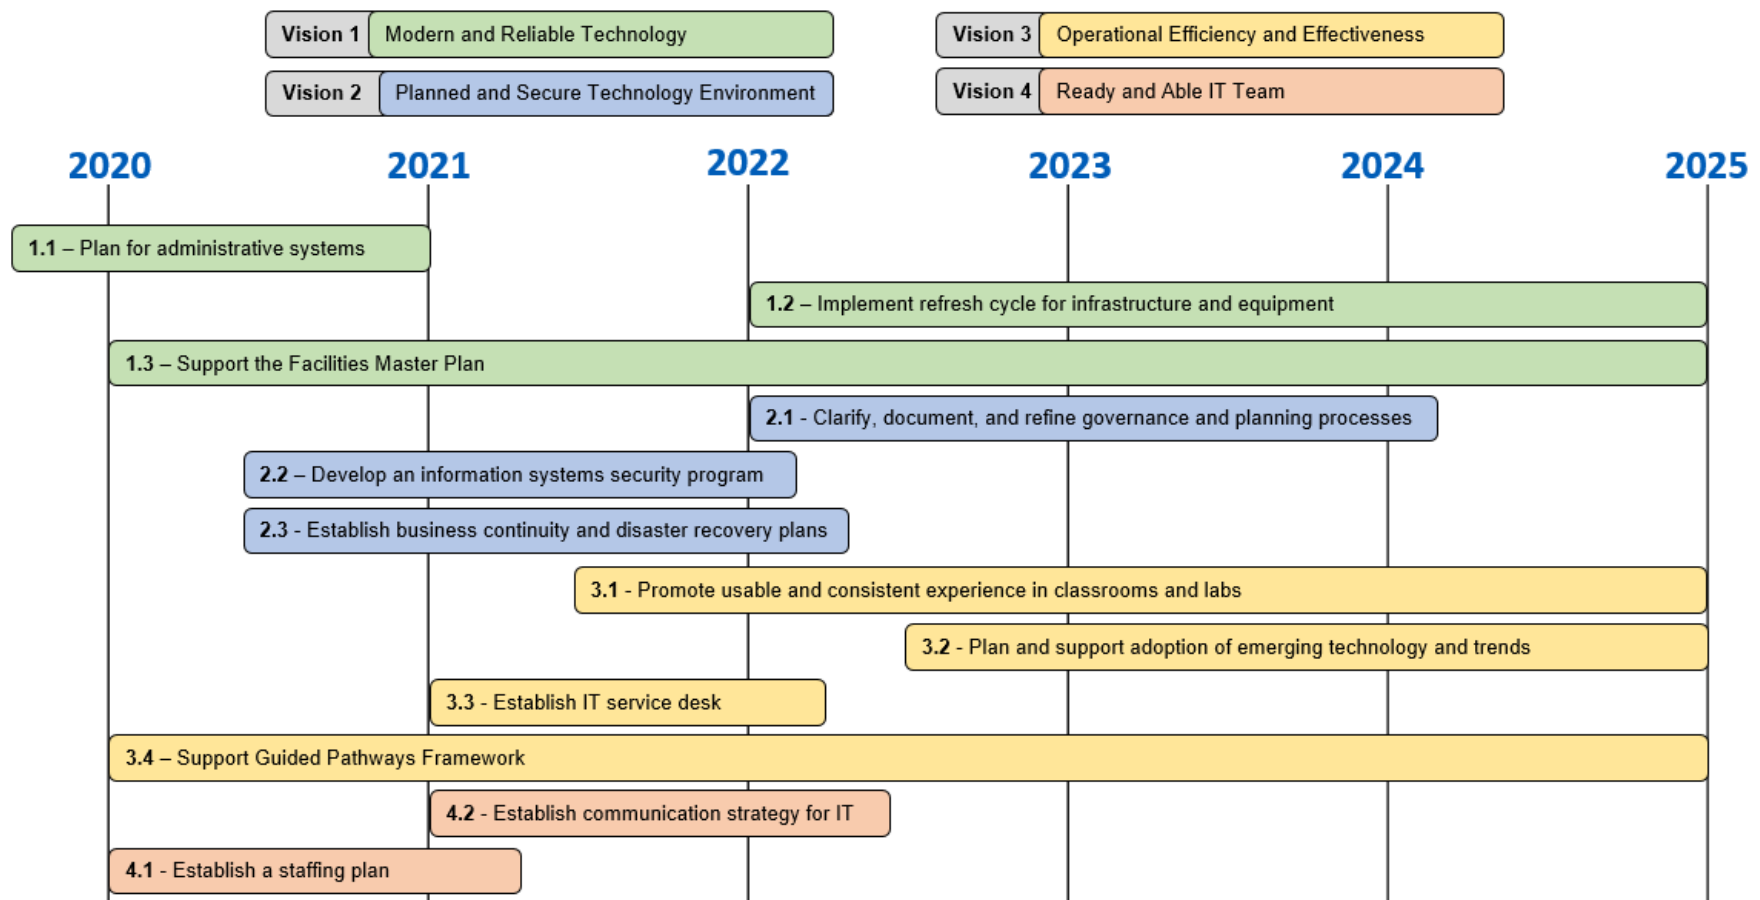 Vision 1 Modern and Reliable Technology
Vision 3 Operational Efficiency and Effectiveness
Vision 2 Planned and Secure Technology Environment
Vision 4 Ready and Able IT Team
2020 2021 2022 2023 2024 2025
1.1 – Plan for administrative systems
1.2 – Implement refresh cycle for infrastructure and equipment
1.3 – Support the Facilities Master Plan
2.1 - Clarify, document, and refine governance and planning processes
2.2 – Develop an information systems security program
2.3 - Establish business continuity and disaster recovery plans
3.1 - Promote usable and consistent experience in classrooms and labs
3.2 - Plan and support adoption of emerging technology and trends
3.3 - Establish IT service desk
3.4 – Support Guided Pathways Framework
4.2 - Establish communication strategy for IT
4.1 - Establish a staffing plan